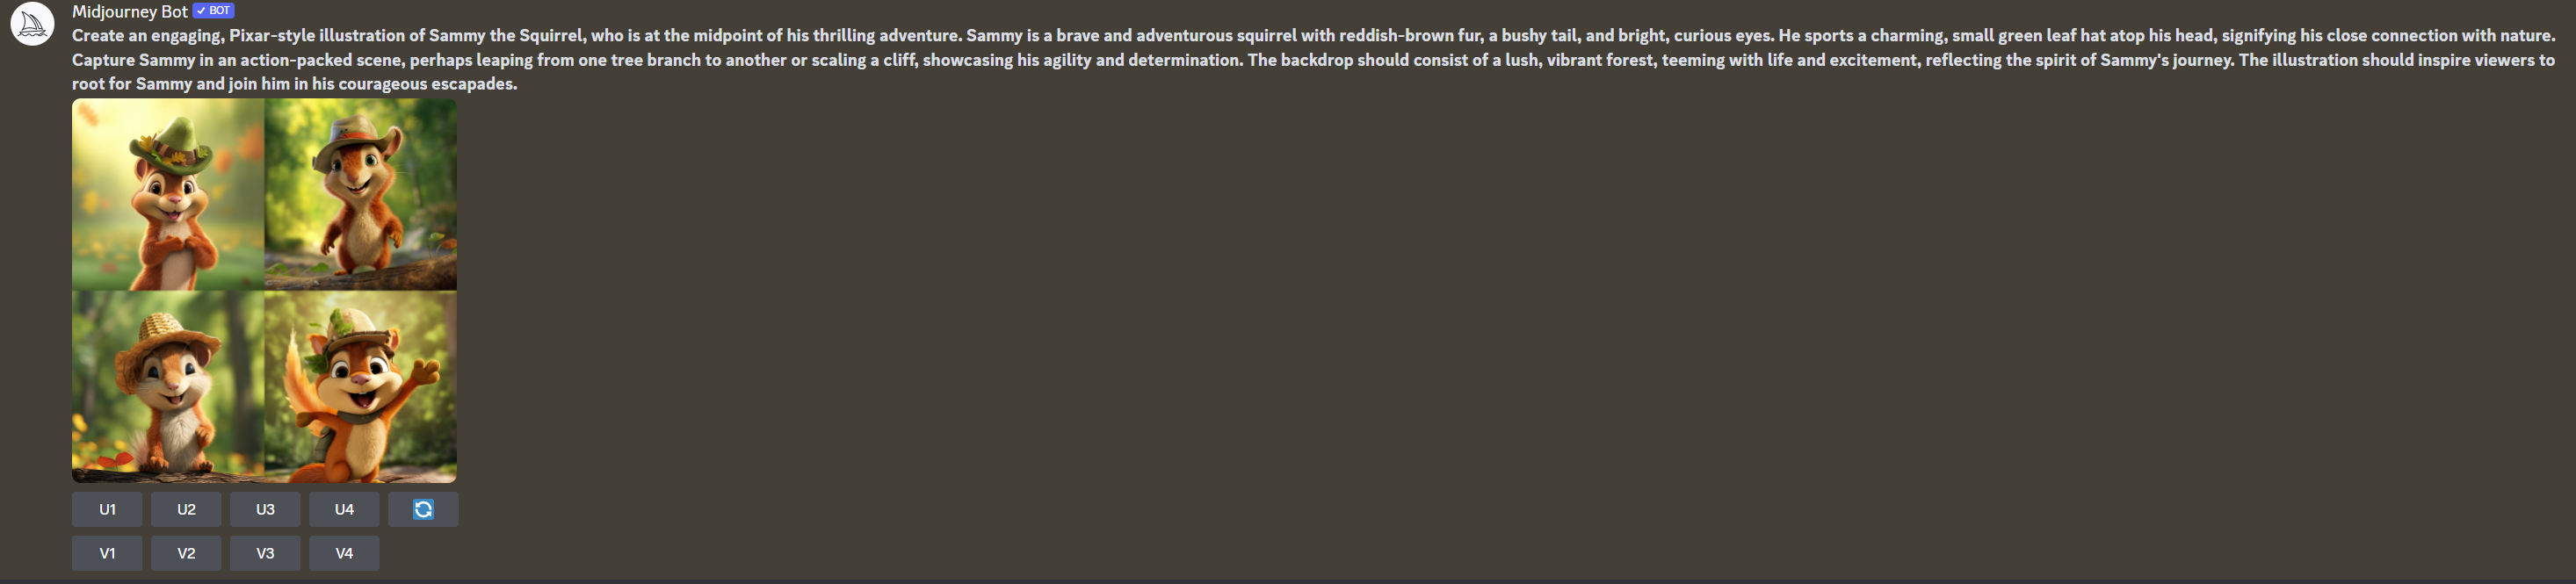 Midjourney Bot ✓ BOT
Create an engaging, Pixar-style illustration of Sammy the Squirrel, who is at the midpoint of his thrilling adventure. Sammy is a brave and adventurous squirrel with reddish-brown fur, a bushy tail, and bright, curious eyes. He sports a charming, small green leaf hat atop his head, signifying his close connection with nature.
Capture Sammy in an action-packed scene, perhaps leaping from one tree branch to another or scaling a cliff, showcasing his agility and determination. The backdrop should consist of a lush, vibrant forest, teeming with life and excitement, reflecting the spirit of Sammy's journey. The illustration should inspire viewers to
root for Sammy and join him in his courageous escapades.
U1 U2 U3 U4
V1 V2 V3 V4